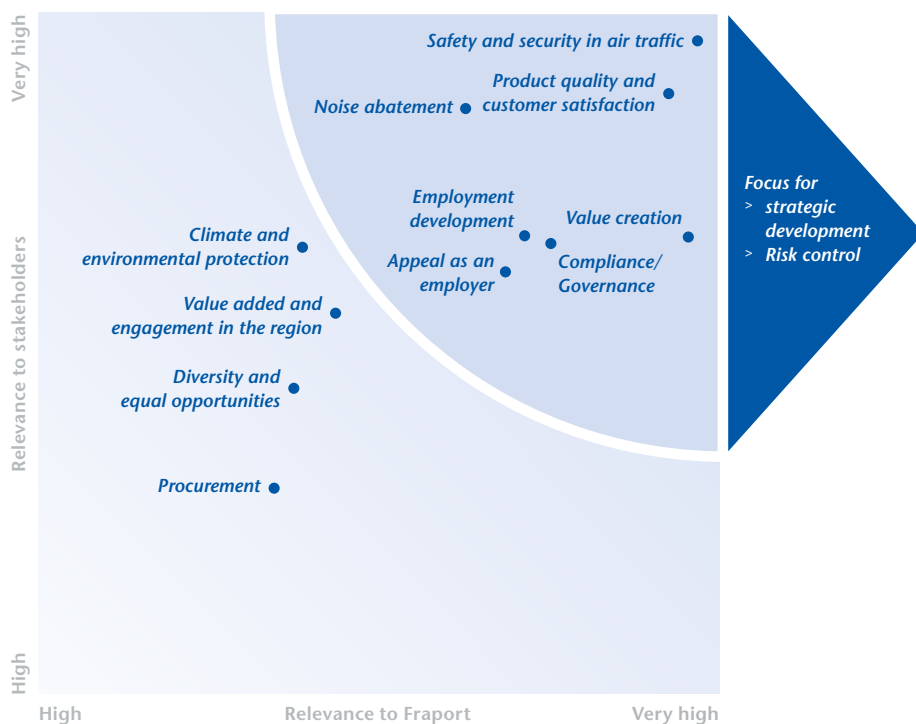 Very high
Relevance to stakeholders
High
Safety and security in air traffic
Product quality and
customer satisfaction
Noise abatement
Employment
development
Value creation
Climate and
environmental protection
Appeal as an
employer
Compliance/
Governance
Value added and
engagement in the region
Diversity and
equal opportunities
Procurement
Focus for
> strategic
development
> Risk control
High
Relevance to Fraport
Very high